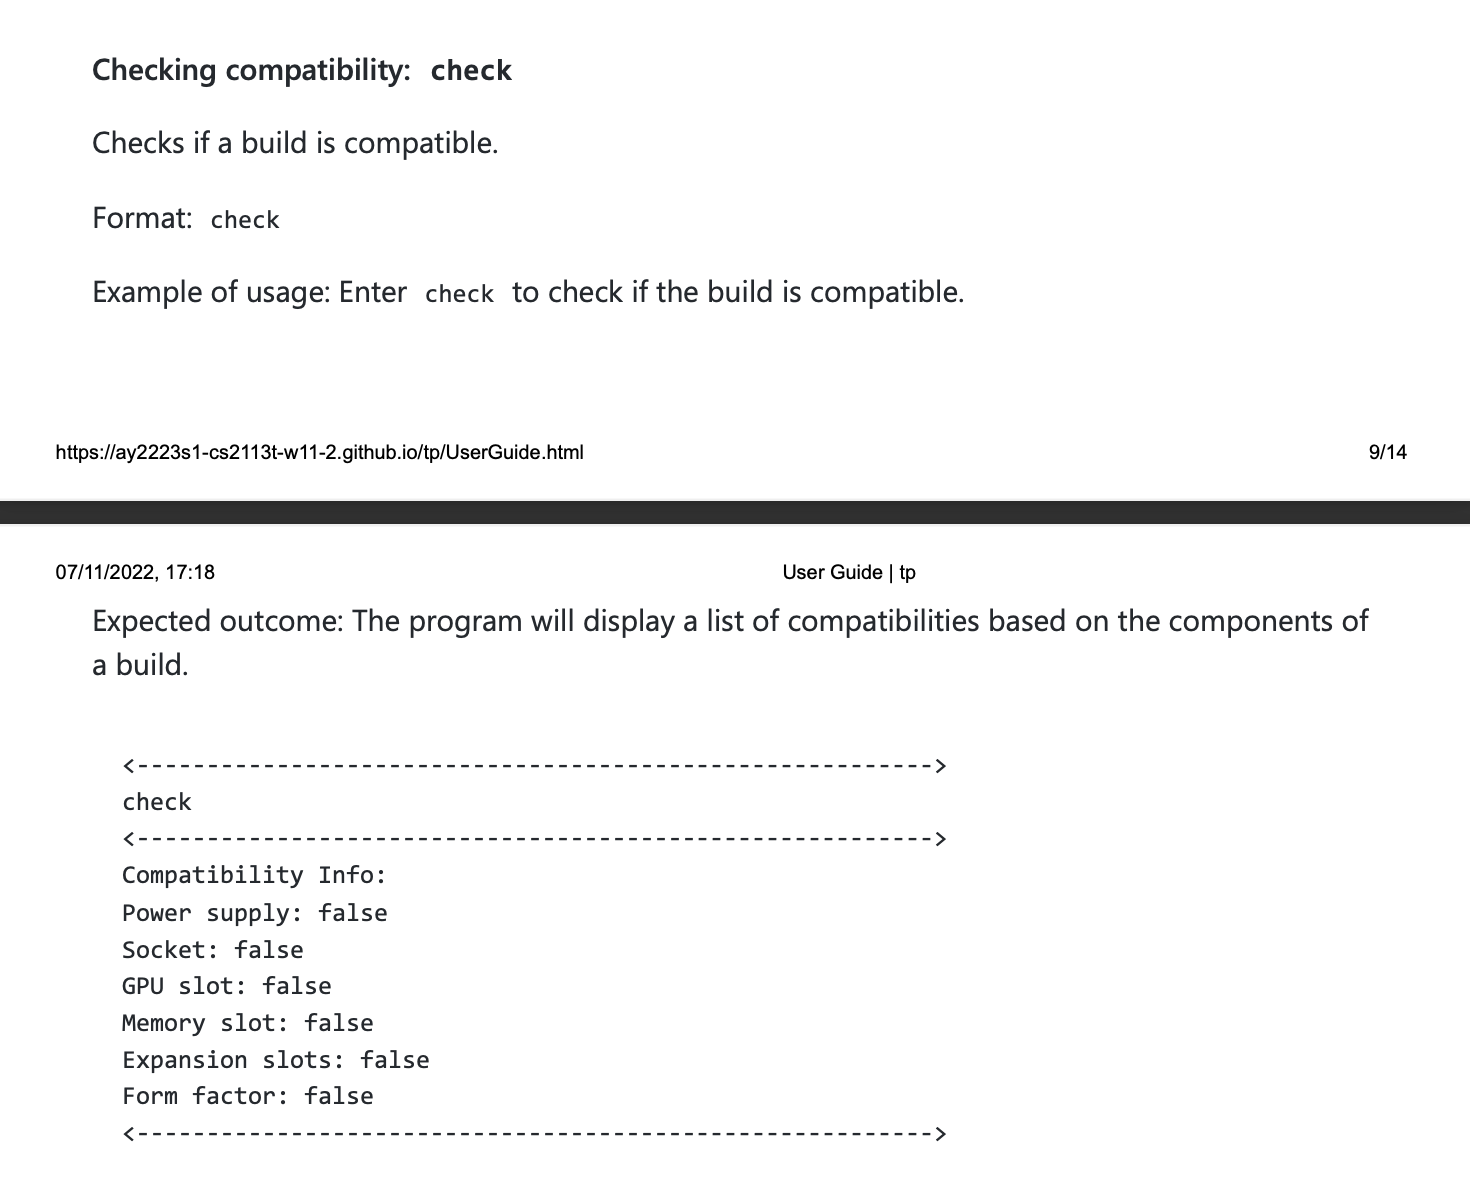 Checking compatibility: check
Checks if a build is compatible.
Format: check
Example of usage: Enter check to check if the build is compatible.
https://ay2223s1-cs2113t-w11-2.github.io/tp/UserGuide.html 9/14
07/11/2022, 17:18 User Guide | tp
Expected outcome: The program will display a list of compatibilities based on the components of
a build.
<--------------------------------------------------------->
check
<--------------------------------------------------------->
Compatibility Info:
Power supply: false
Socket: false
GPU slot: false
Memory slot: false
Expansion slots: false
Form factor: false
<--------------------------------------------------------->